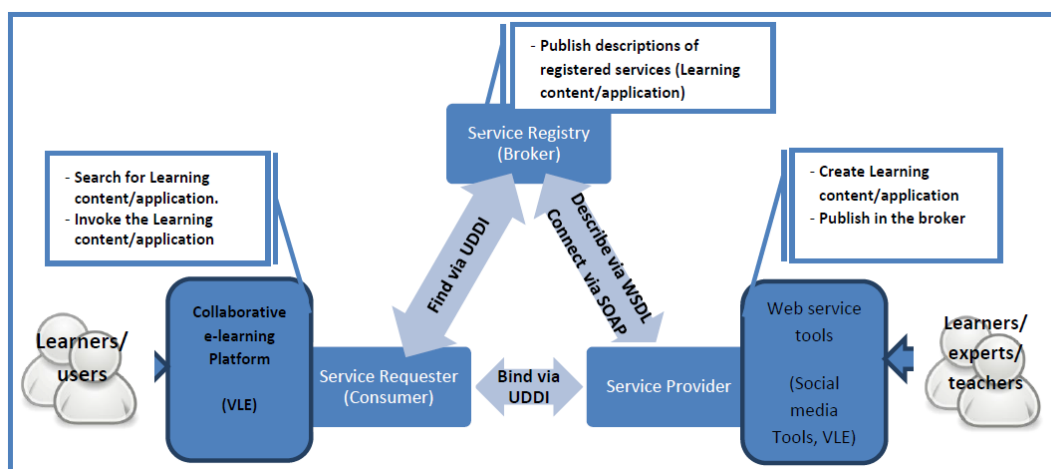 - Publish descriptions of
registered services (Learning
content/application)
Service Registry
(Broker)
- Search for Learning
content/application.
- Invoke the Learning
content/application
- Create Learning
content/application
- Publish in the broker
Find via UDDI
Describe via WSDL
Connect via SOAP
Learners/
users
Collaborative
e-learning
Platform
(VLE)
Service Requester
(Consumer)
Bind via
UDDI
Service Provider
Web service
tools
(Social
media
Tools, VLE)
Learners/
experts/
teachers